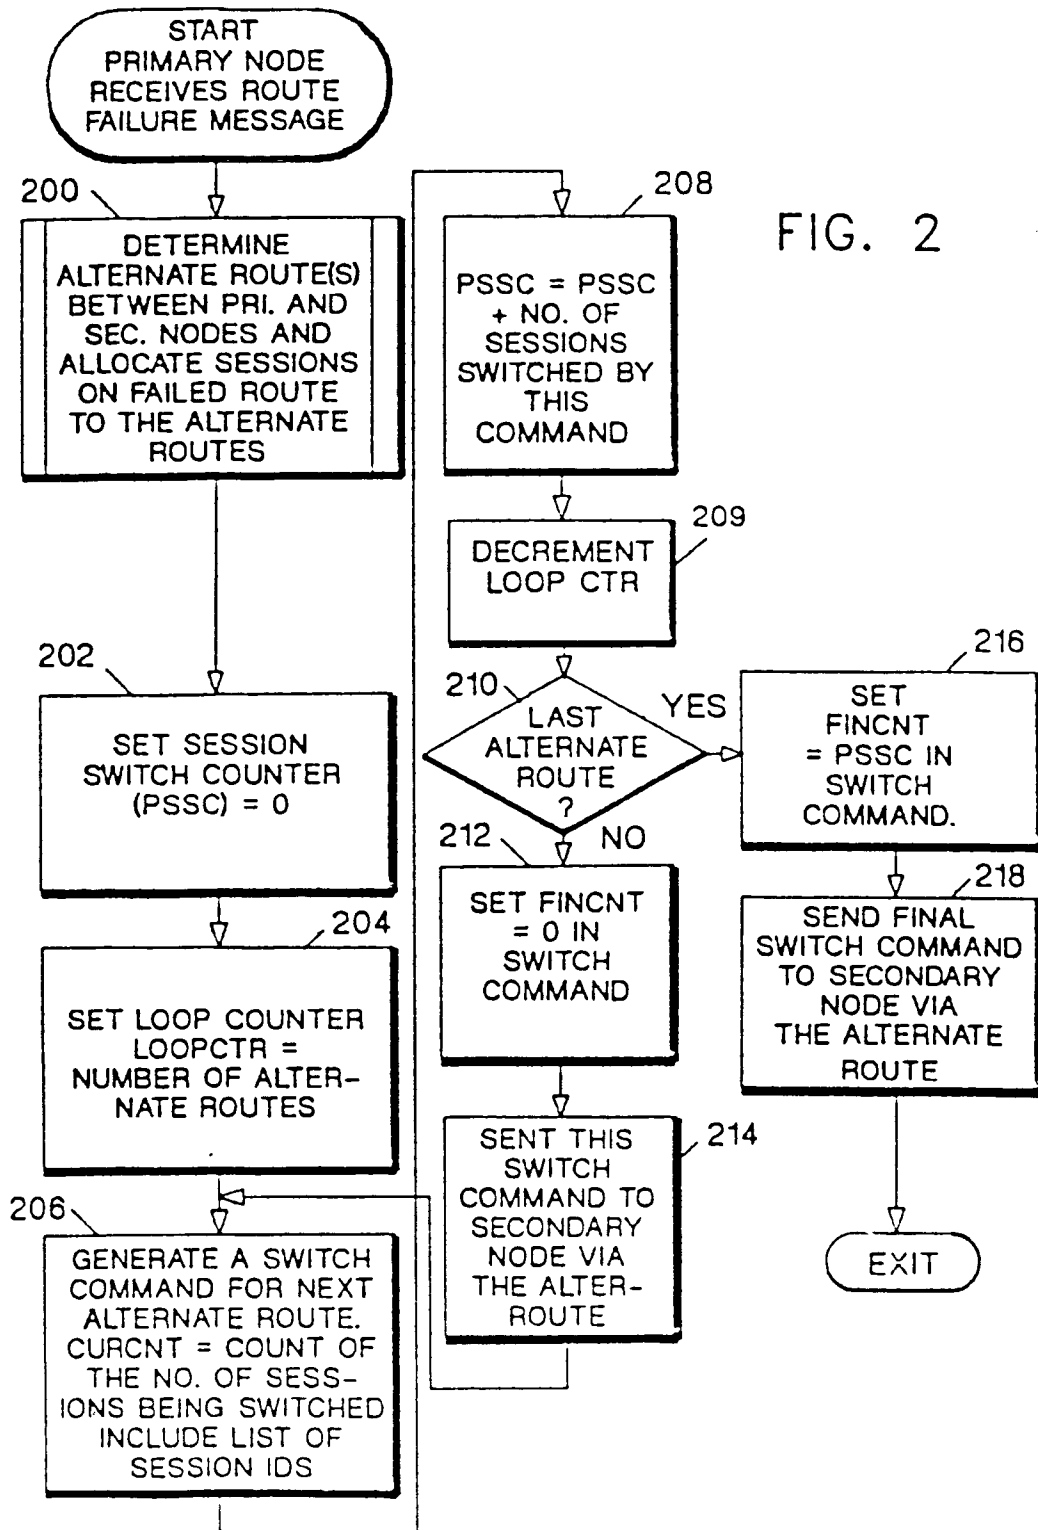 START
PRIMARY NODE
RECEIVES ROUTE
FAILURE MESSAGE
200
DETERMINE
ALTERNATE ROUTE(S)
BETWEEN PRI. AND
SEC. NODES AND
ALLOCATE SESSIONS
ON FAILED ROUTE
TO THE ALTERNATE
ROUTES
202
SET SESSION
SWITCH COUNTER
(PSSC) = 0
204
SET LOOP COUNTER
LOOPCTR =
NUMBER OF ALTER-
NATE ROUTES
206
GENERATE A SWITCH
COMMAND FOR NEXT
ALTERNATE ROUTE.
CURCNT = COUNT OF
THE NO. OF SESS-
IONS BEING SWITCHED
INCLUDE LIST OF
SESSION IDS
208
PSSC = PSSC
+ NO. OF
SESSIONS
SWITCHED BY
THIS
COMMAND
209
DECREMENT
LOOP CTR
210
LAST
ALTERNATE
ROUTE
?
YES
NO
212
SET FINCNT
= 0 IN
SWITCH
COMMAND
214
SENT THIS
SWITCH
COMMAND TO
SECONDARY
NODE VIA
THE ALTER-
ROUTE
216
SET
FINCNT
= PSSC IN
SWITCH
COMMAND.
218
SEND FINAL
SWITCH COMMAND
TO SECONDARY
NODE VIA
THE ALTERNATE
ROUTE
EXIT
FIG. 2